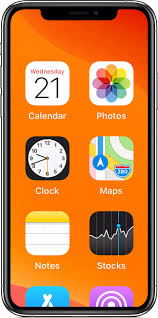 Wednesday
21
Calendar
Photos
Clock
280
Maps
Notes
Stocks